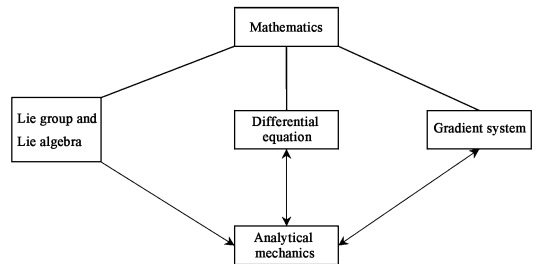 Mathematics
Lie group and
Lie algebra
Differential
equation
Gradient system
Analytical
mechanics